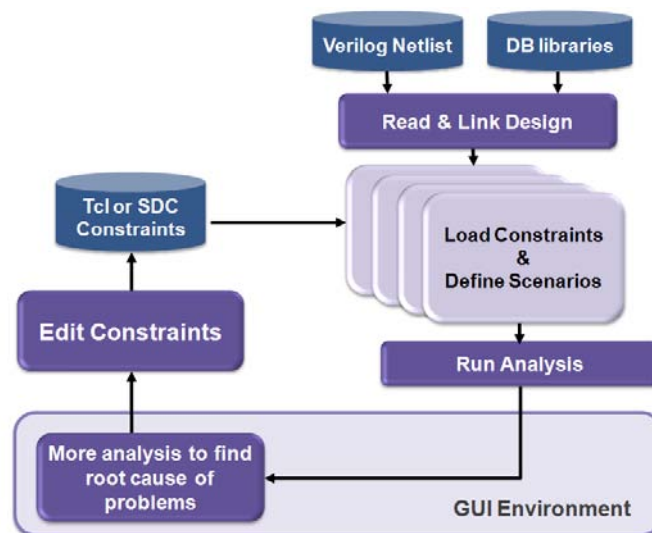 Verilog Netlist
DB libraries
Read & Link Design
Tcl or SDC
Constraints
Load Constraints
&
Define Scenarios
Edit Constraints
Run Analysis
More analysis to find
root cause of
problems
GUI Environment